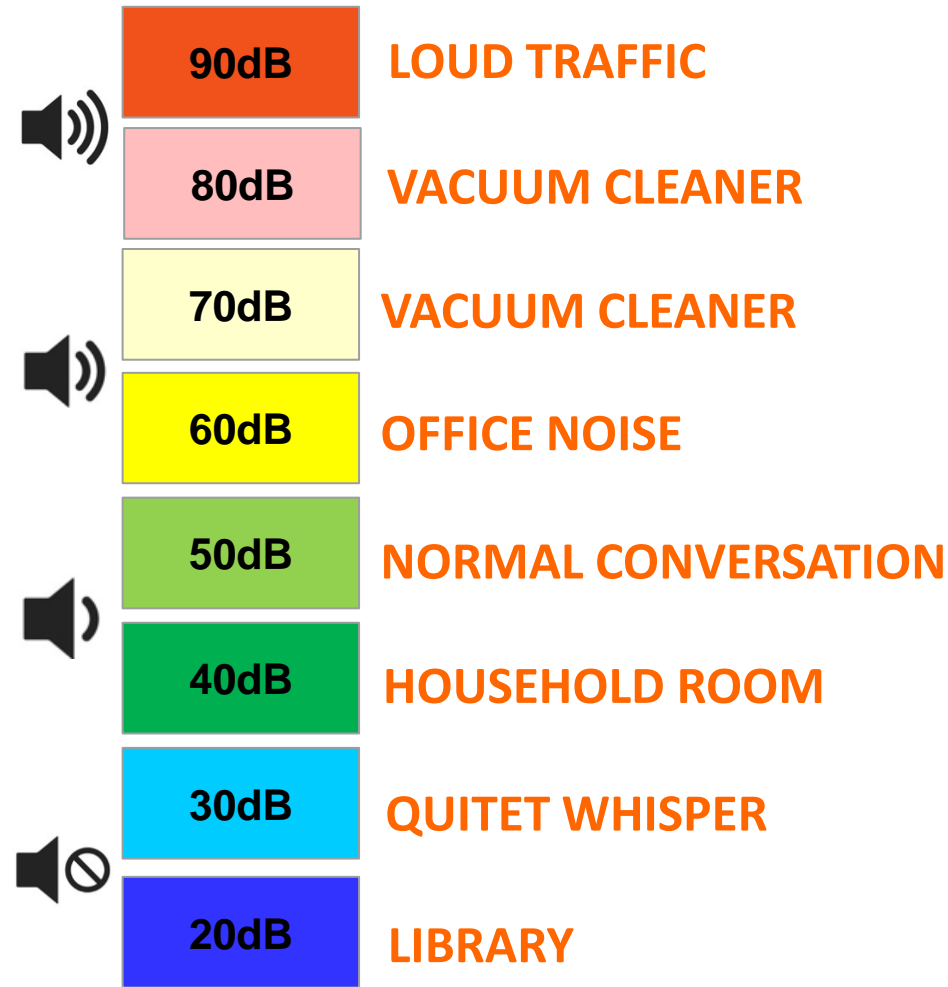 90dB LOUD TRAFFIC
80dB VACUUM CLEANER
70dB VACUUM CLEANER
60dB OFFICE NOISE
50dB NORMAL CONVERSATION
40dB HOUSEHOLD ROOM
30dB QUITET WHISPER
20dB LIBRARY